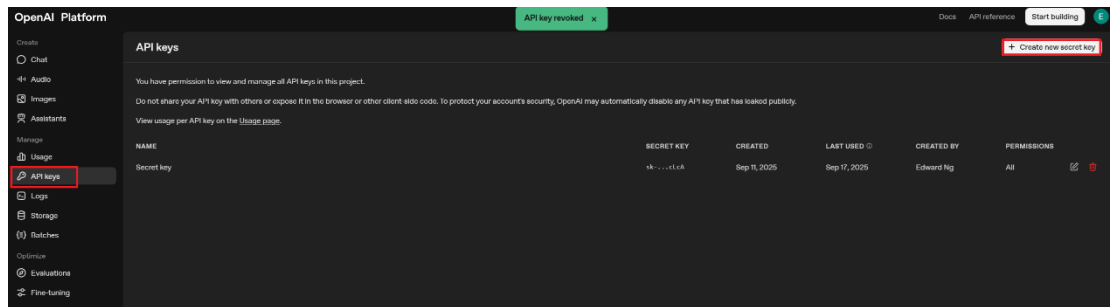 OpenAI Platform
API key revoked ×
Docs API reference Start building E
Create
Chat
Audio
Images
Assistants
Manage
Usage
API keys
Logs
Storage
Batches
Optimize
Evaluations
Fine-tuning
API keys
+ Create new secret key
You have permission to view and manage all API keys in this project.
Do not share your API key with others or expose it in the browser or other client-side code. To protect your account's security, OpenAI may automatically disable any API key that has leaked publicly.
View usage per API key on the Usage page.
NAME SECRET KEY CREATED LAST USED CREATED BY PERMISSIONS
Secret key sk-...cLcA Sep 11, 2025 Sep 17, 2025 Edward Ng All